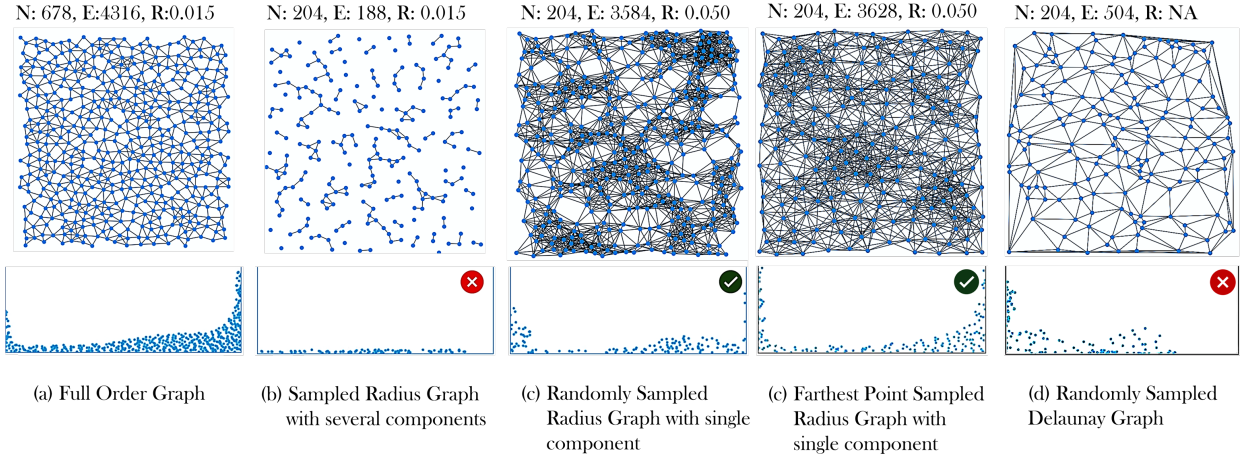 N: 678, E:4316, R:0.015
N: 204, E: 188, R: 0.015
N: 204, E: 3584, R: 0.050
N: 204, E: 3628, R: 0.050
N: 204, E: 504, R: NA
(a) Full Order Graph
(b) Sampled Radius Graph
with several components
(c) Randomly Sampled
Radius Graph with single
component
(c) Farthest Point Sampled
Radius Graph with
single component
(d) Randomly Sampled
Delaunay Graph